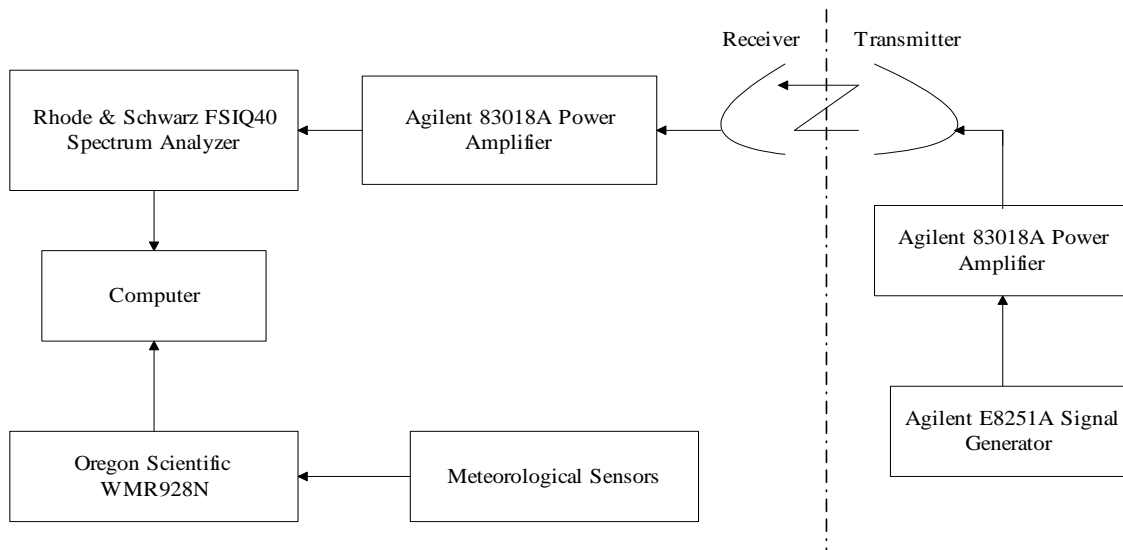 Receiver
Transmitter
Rhode & Schwarz FSIQ40
Spectrum Analyzer
Agilent 83018A Power
Amplifier
Agilent 83018A Power
Amplifier
Computer
Agilent E8251A Signal
Generator
Oregon Scientific
WMR928N
Meteorological Sensors